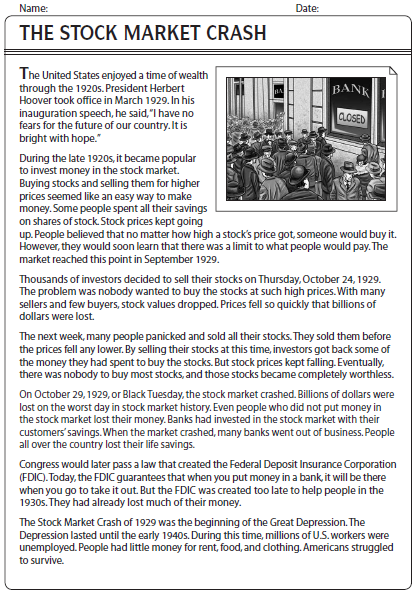 Name: Date:
THE STOCK MARKET CRASH
The United States enjoyed a time of wealth
through the 1920s. President Herbert
Hoover took office in March 1929. In his
inauguration speech, he said, "I have no
fears for the future of our country. It is
bright with hope."
BA
BANK
CLOSED
During the late 1920s, it became popular
to invest money in the stock market.
Buying stocks and selling them for higher
prices seemed like an easy way to make
money. Some people spent all their savings
on shares of stock. Stock prices kept going
up. People believed that no matter how high a stock's price got, someone would buy it.
However, they would soon learn that there was a limit to what people would pay. The
market reached this point in September 1929.
Thousands of investors decided to sell their stocks on Thursday, October 24, 1929.
The problem was nobody wanted to buy the stocks at such high prices. With many
sellers and few buyers, stock values dropped. Prices fell so quickly that billions of
dollars were lost.
The next week, many people panicked and sold all their stocks. They sold them before
the prices fell any lower. By selling their stocks at this time, investors got back some of
the money they had spent to buy the stocks. But stock prices kept falling. Eventually,
there was nobody to buy most stocks, and those stocks became completely worthless.
On October 29, 1929, or Black Tuesday, the stock market crashed. Billions of dollars were
lost on the worst day in stock market history. Even people who did not put money in
the stock market lost their money. Banks had invested in the stock market with their
customers' savings. When the market crashed, many banks went out of business. People
all over the country lost their life savings.
Congress would later pass a law that created the Federal Deposit Insurance Corporation
(FDIC). Today, the FDIC guarantees that when you put money in a bank, it will be there
when you go to take it out. But the FDIC was created too late to help people in the
1930s. They had already lost much of their money.
The Stock Market Crash of 1929 was the beginning of the Great Depression. The
Depression lasted until the early 1940s. During this time, millions of U.S. workers were
unemployed. People had little money for rent, food, and clothing. Americans struggled
to survive.